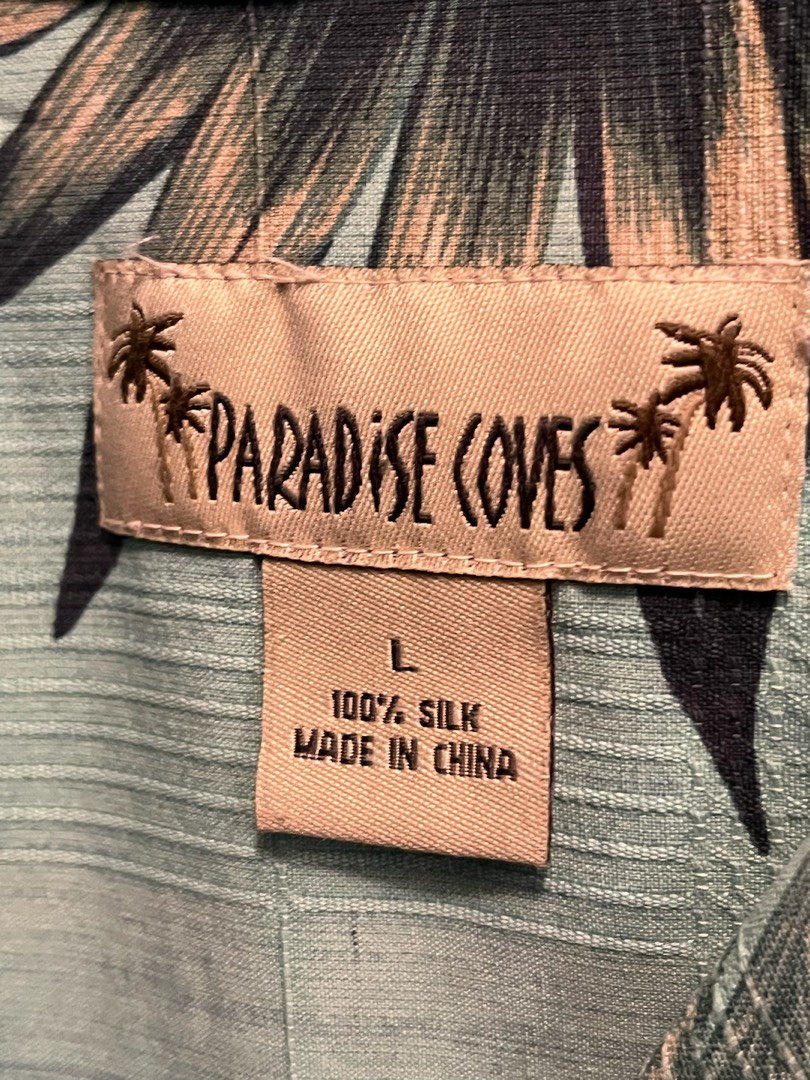 PARADiSE COVES
L
100% SILK
MADE IN CHINA